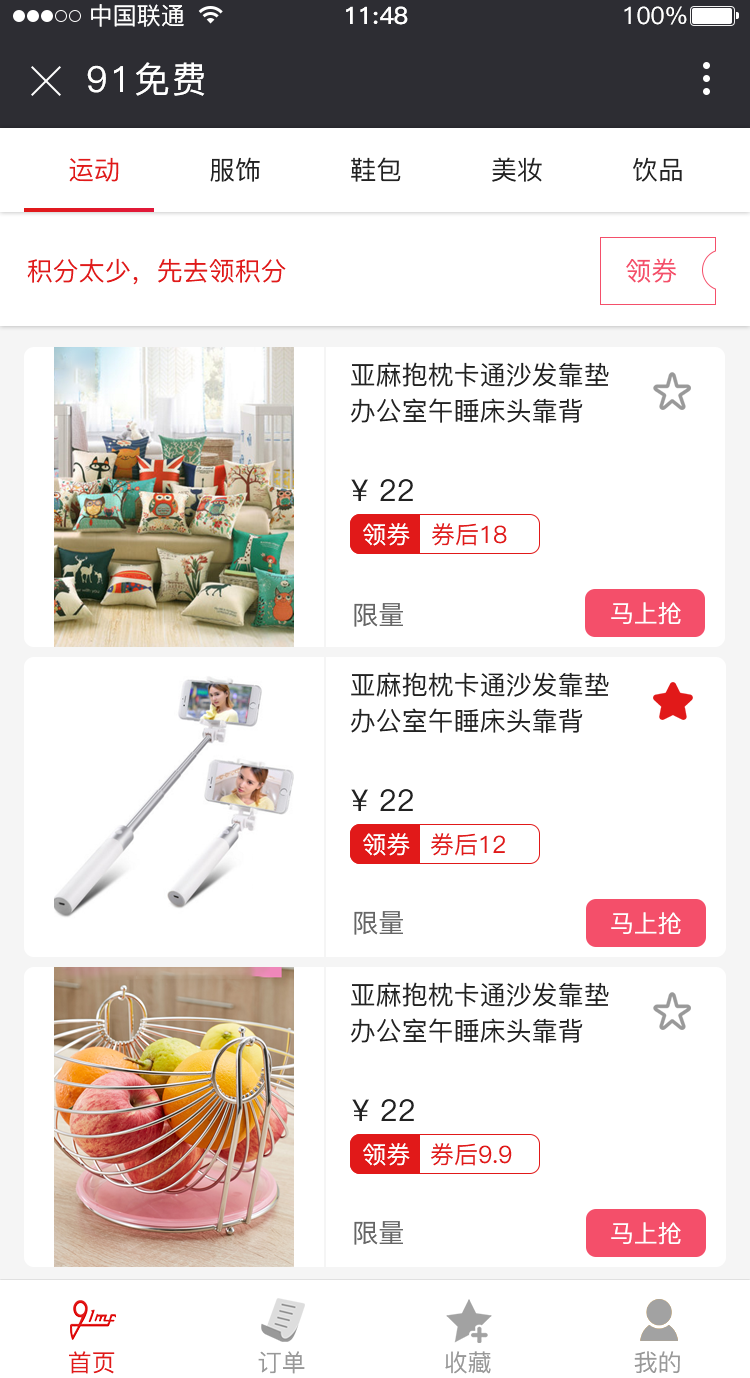 中国联通 11:48 100%
91免费
运动 服饰 鞋包 美妆 饮品
积分太少，先去领积分 领券
亚麻抱枕卡通沙发靠垫
办公室午睡床头靠背
¥ 22
领券 券后18
限量 马上抢
亚麻抱枕卡通沙发靠垫
办公室午睡床头靠背
¥ 22
领券 券后12
限量 马上抢
亚麻抱枕卡通沙发靠垫
办公室午睡床头靠背
¥ 22
领券 券后9.9
限量 马上抢
91mf
首页 订单 收藏 我的